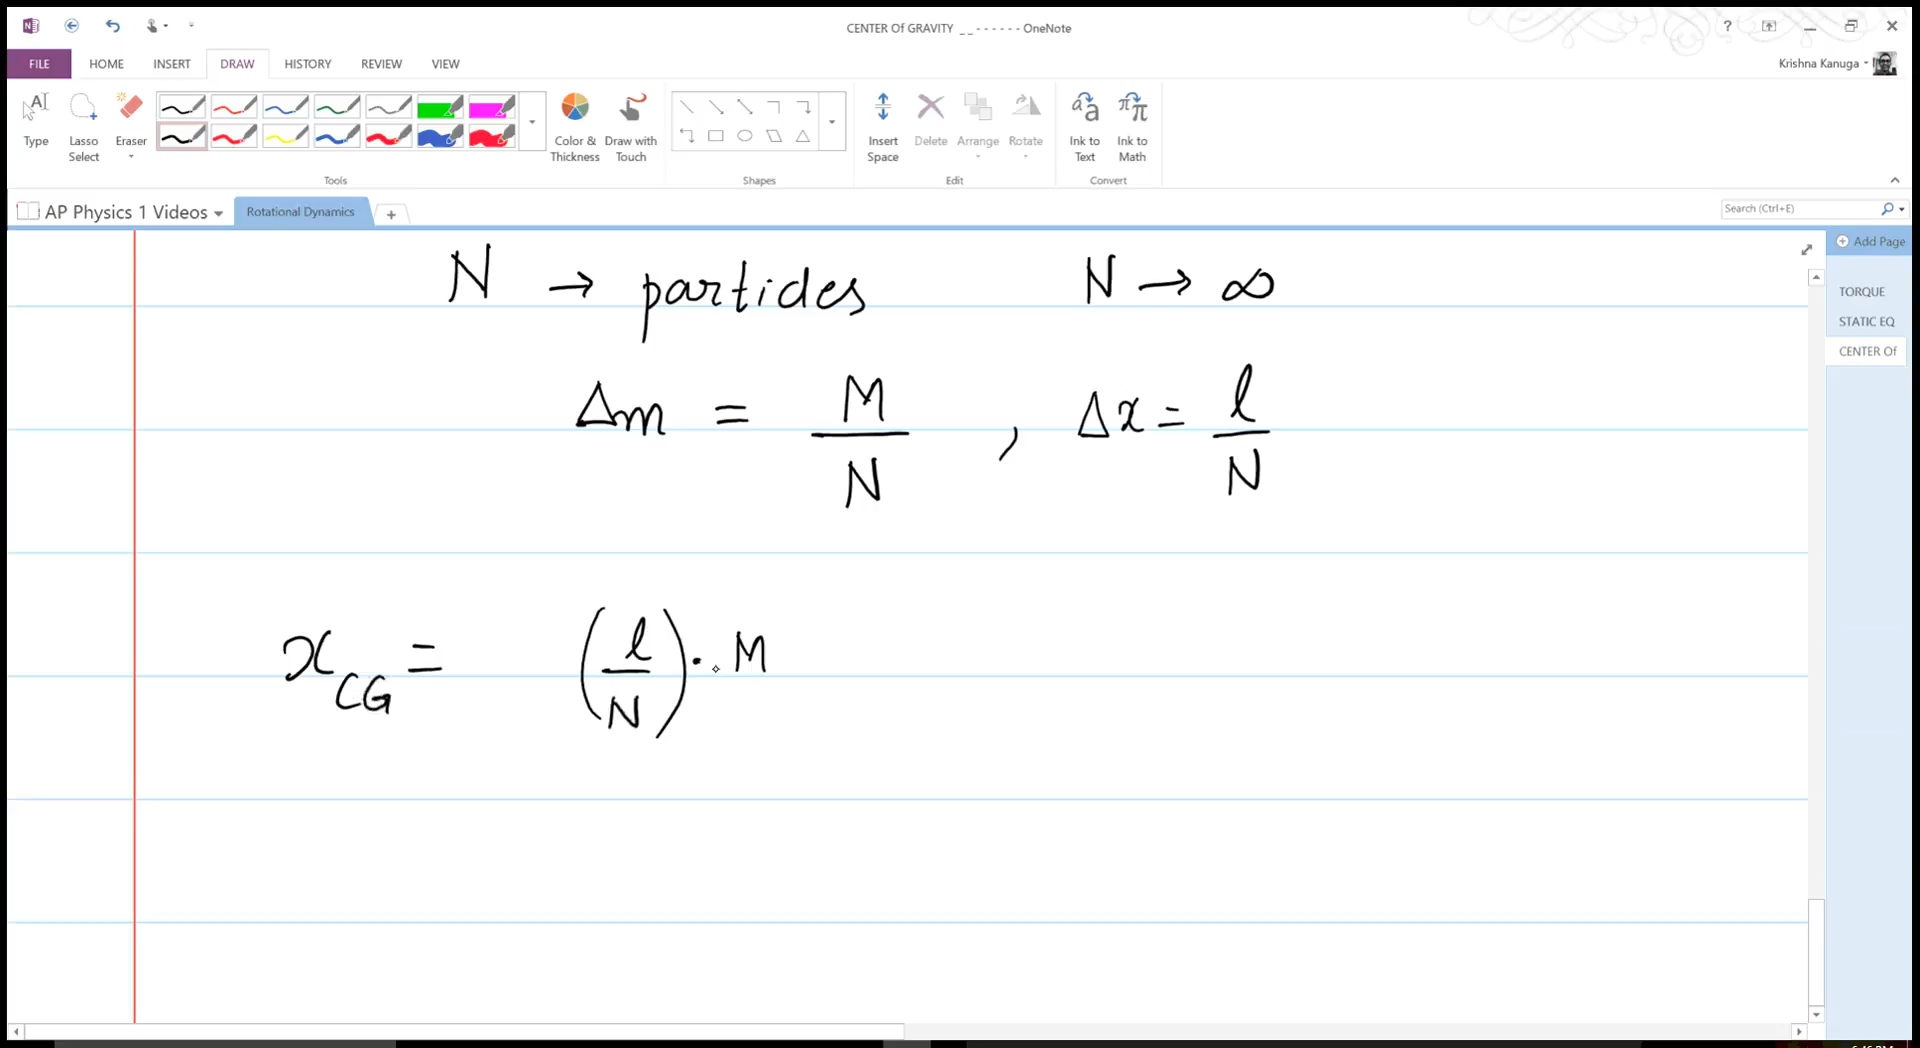 CENTER Of GRAVITY _ _ - - - - - - OneNote
?
FILE HOME INSERT DRAW HISTORY REVIEW VIEW
Krishna Kanuga
Type
Lasso Select
Eraser
Color & Thickness
Draw with Touch
Insert Space
Delete
Arrange
Rotate
Ink to Text
Ink to Math
Tools
Shapes
Edit
Convert
AP Physics 1 Videos
Rotational Dynamics
+
Search (Ctrl+E)
Add Page
TORQUE
STATIC EQ
CENTER Of
N → particles N → ∞
Δm = M/N , Δx = l/N
x_CG = (l/N) · M